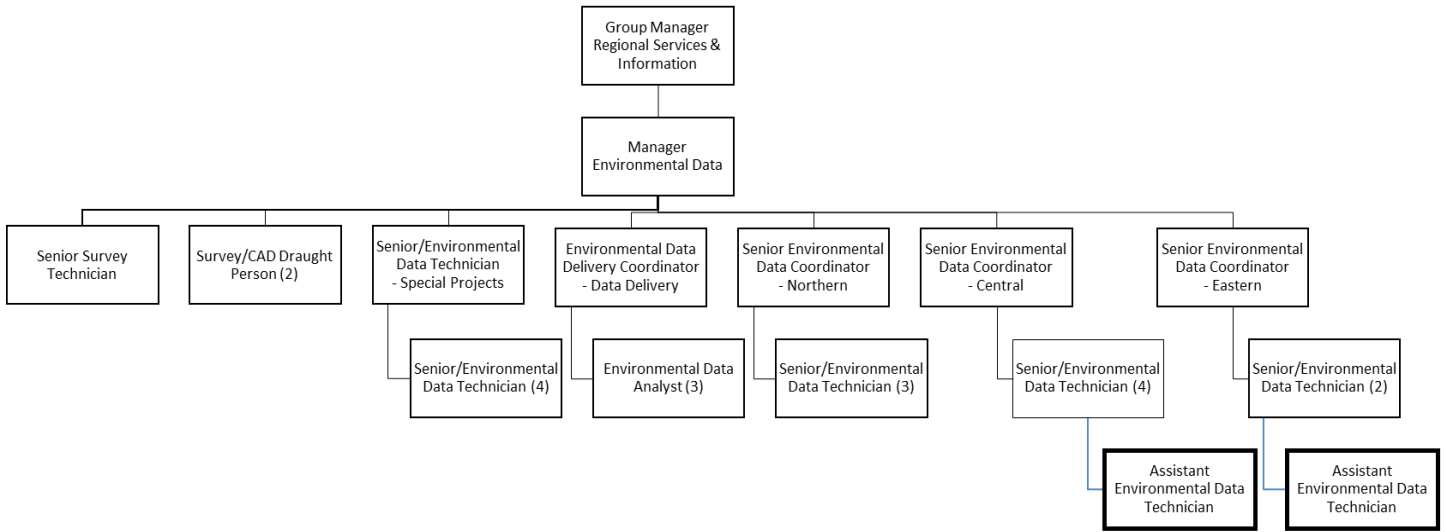 Group Manager
Regional Services &
Information
Manager
Environmental Data
Senior Survey
Technician
Survey/CAD Draught
Person (2)
Senior/Environmental
Data Technician
- Special Projects
Environmental Data
Delivery Coordinator
- Data Delivery
Senior Environmental
Data Coordinator
- Northern
Senior Environmental
Data Coordinator
- Central
Senior Environmental
Data Coordinator
- Eastern
Senior/Environmental
Data Technician (4)
Environmental Data
Analyst (3)
Senior/Environmental
Data Technician (3)
Senior/Environmental
Data Technician (4)
Senior/Environmental
Data Technician (2)
Assistant
Environmental Data
Technician
Assistant
Environmental Data
Technician